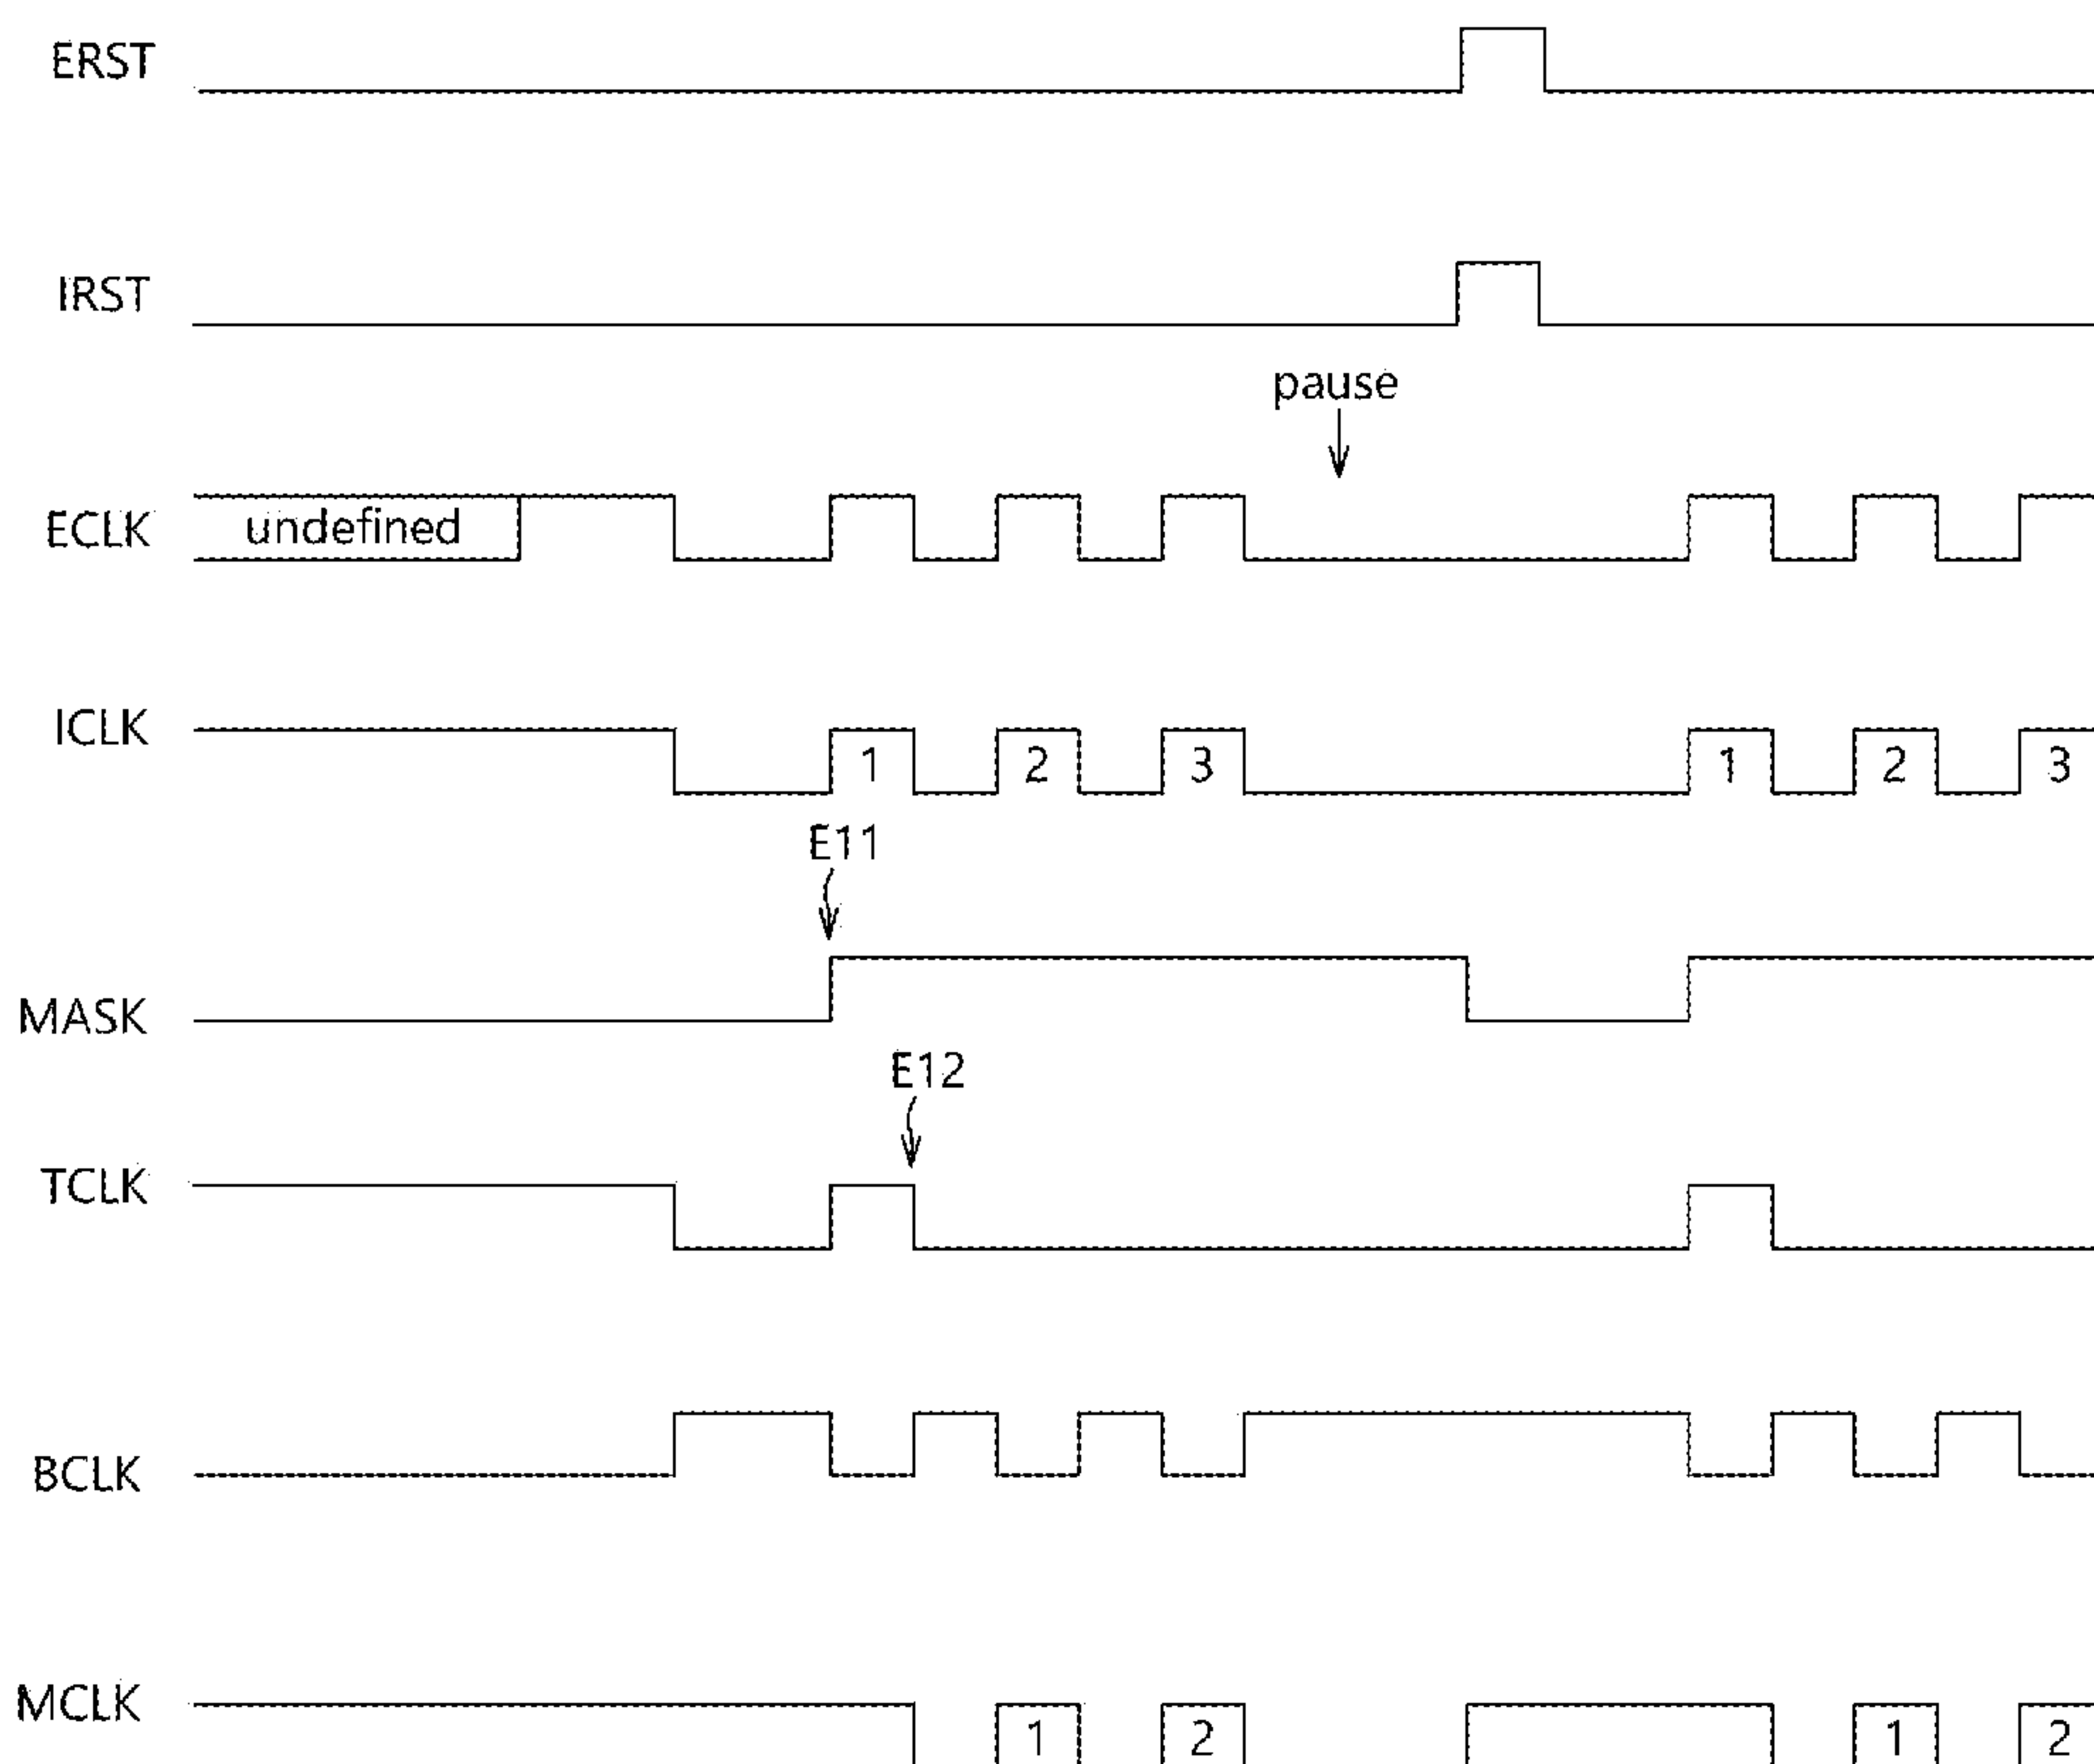 ERST
IRST
pause
ECLK
undefined
ICLK
1 2 3 1 2 3
E11
MASK
E12
TCLK
BCLK
MCLK
1 2 1 2